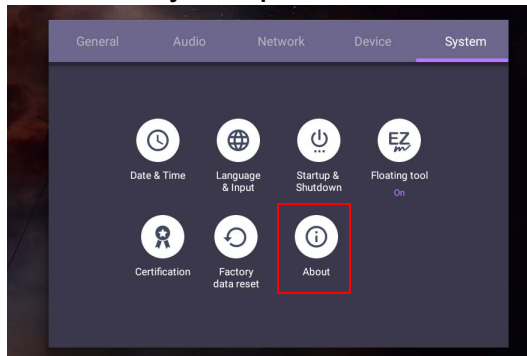 General Audio Network Device System
Date & Time Language & Input Startup & Shutdown Floating tool
On
Certification Factory data reset About